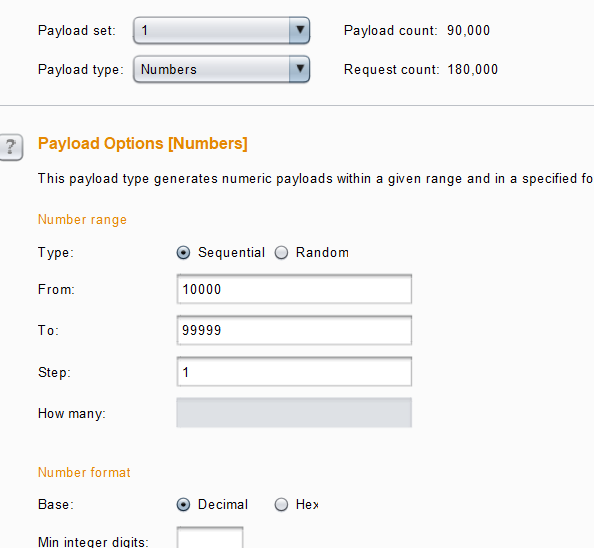 Payload set: 1 Payload count: 90,000
Payload type: Numbers Request count: 180,000
? Payload Options [Numbers]
This payload type generates numeric payloads within a given range and in a specified fo
Number range
Type: Sequential Random
From: 10000
To: 99999
Step: 1
How many:
Number format
Base: Decimal Hex
Min integer digits: